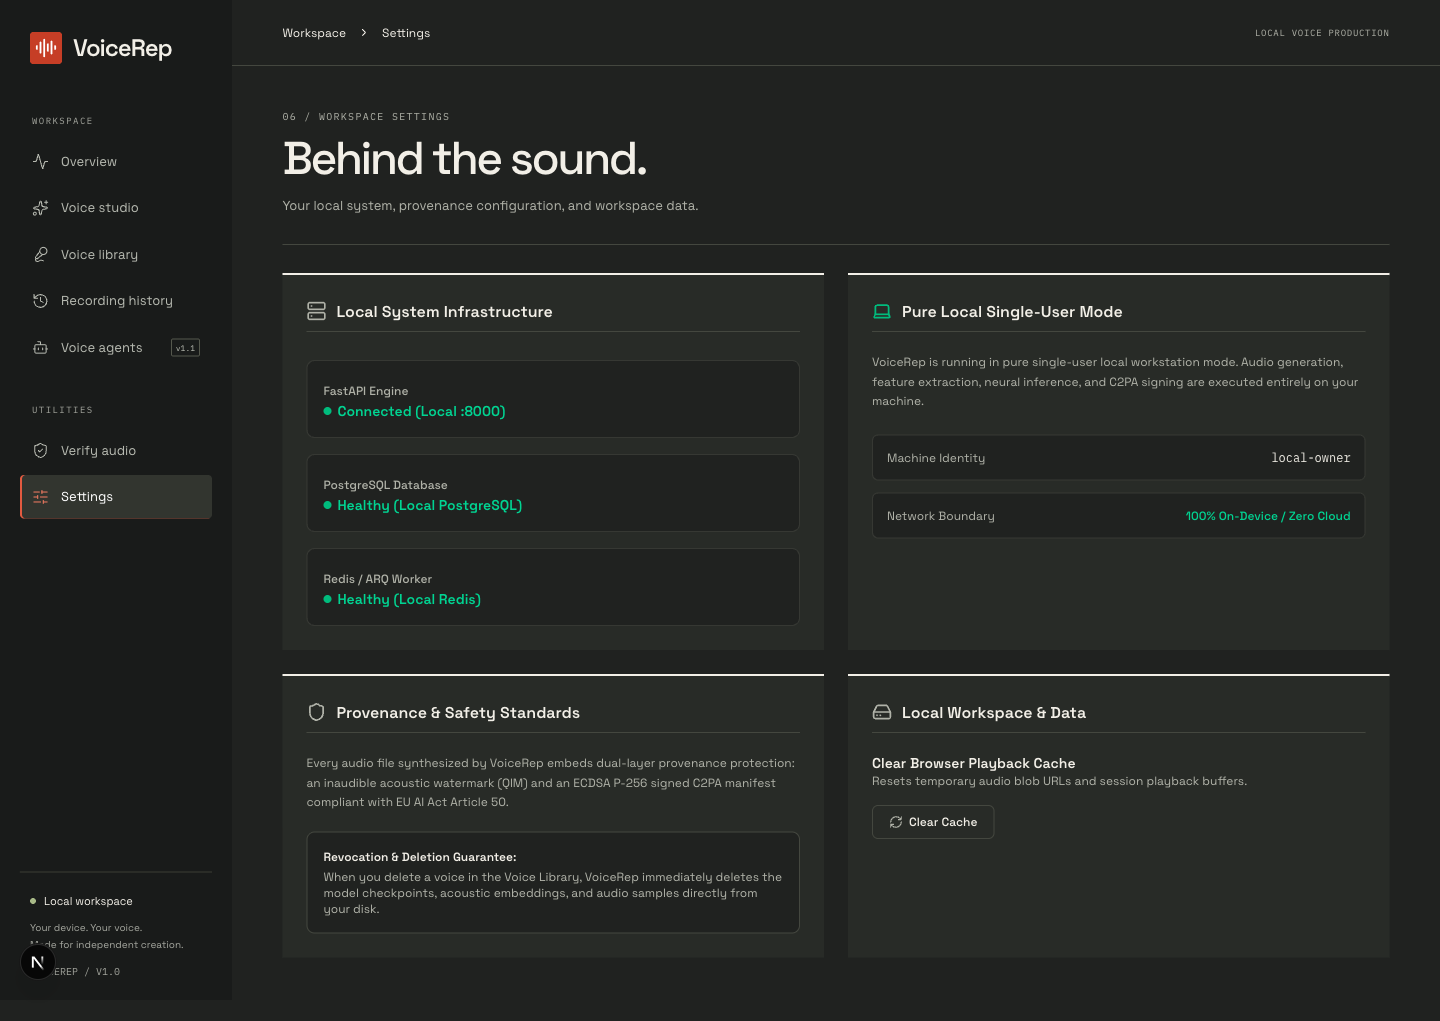 VoiceRep
WORKSPACE
Overview
Voice studio
Voice library
Recording history
Voice agents v1.1
UTILITIES
Verify audio
Settings
Local workspace
Your device. Your voice.
for independent creation.
N
/ V1.0
Workspace > Settings
LOCAL VOICE PRODUCTION
06 / WORKSPACE SETTINGS
Behind the sound.
Your local system, provenance configuration, and workspace data.
Local System Infrastructure
FastAPI Engine
Connected (Local :8000)
PostgreSQL Database
Healthy (Local PostgreSQL)
Redis / ARQ Worker
Healthy (Local Redis)
Pure Local Single-User Mode
VoiceRep is running in pure single-user local workstation mode. Audio generation,
feature extraction, neural inference, and C2PA signing are executed entirely on your
machine.
Machine Identity local-owner
Network Boundary 100% On-Device / Zero Cloud
Provenance & Safety Standards
Every audio file synthesized by VoiceRep embeds dual-layer provenance protection:
an inaudible acoustic watermark (QIM) and an ECDSA P-256 signed C2PA manifest
compliant with EU AI Act Article 50.
Revocation & Deletion Guarantee:
When you delete a voice in the Voice Library, VoiceRep immediately deletes the
model checkpoints, acoustic embeddings, and audio samples directly from
your disk.
Local Workspace & Data
Clear Browser Playback Cache
Resets temporary audio blob URLs and session playback buffers.
Clear Cache